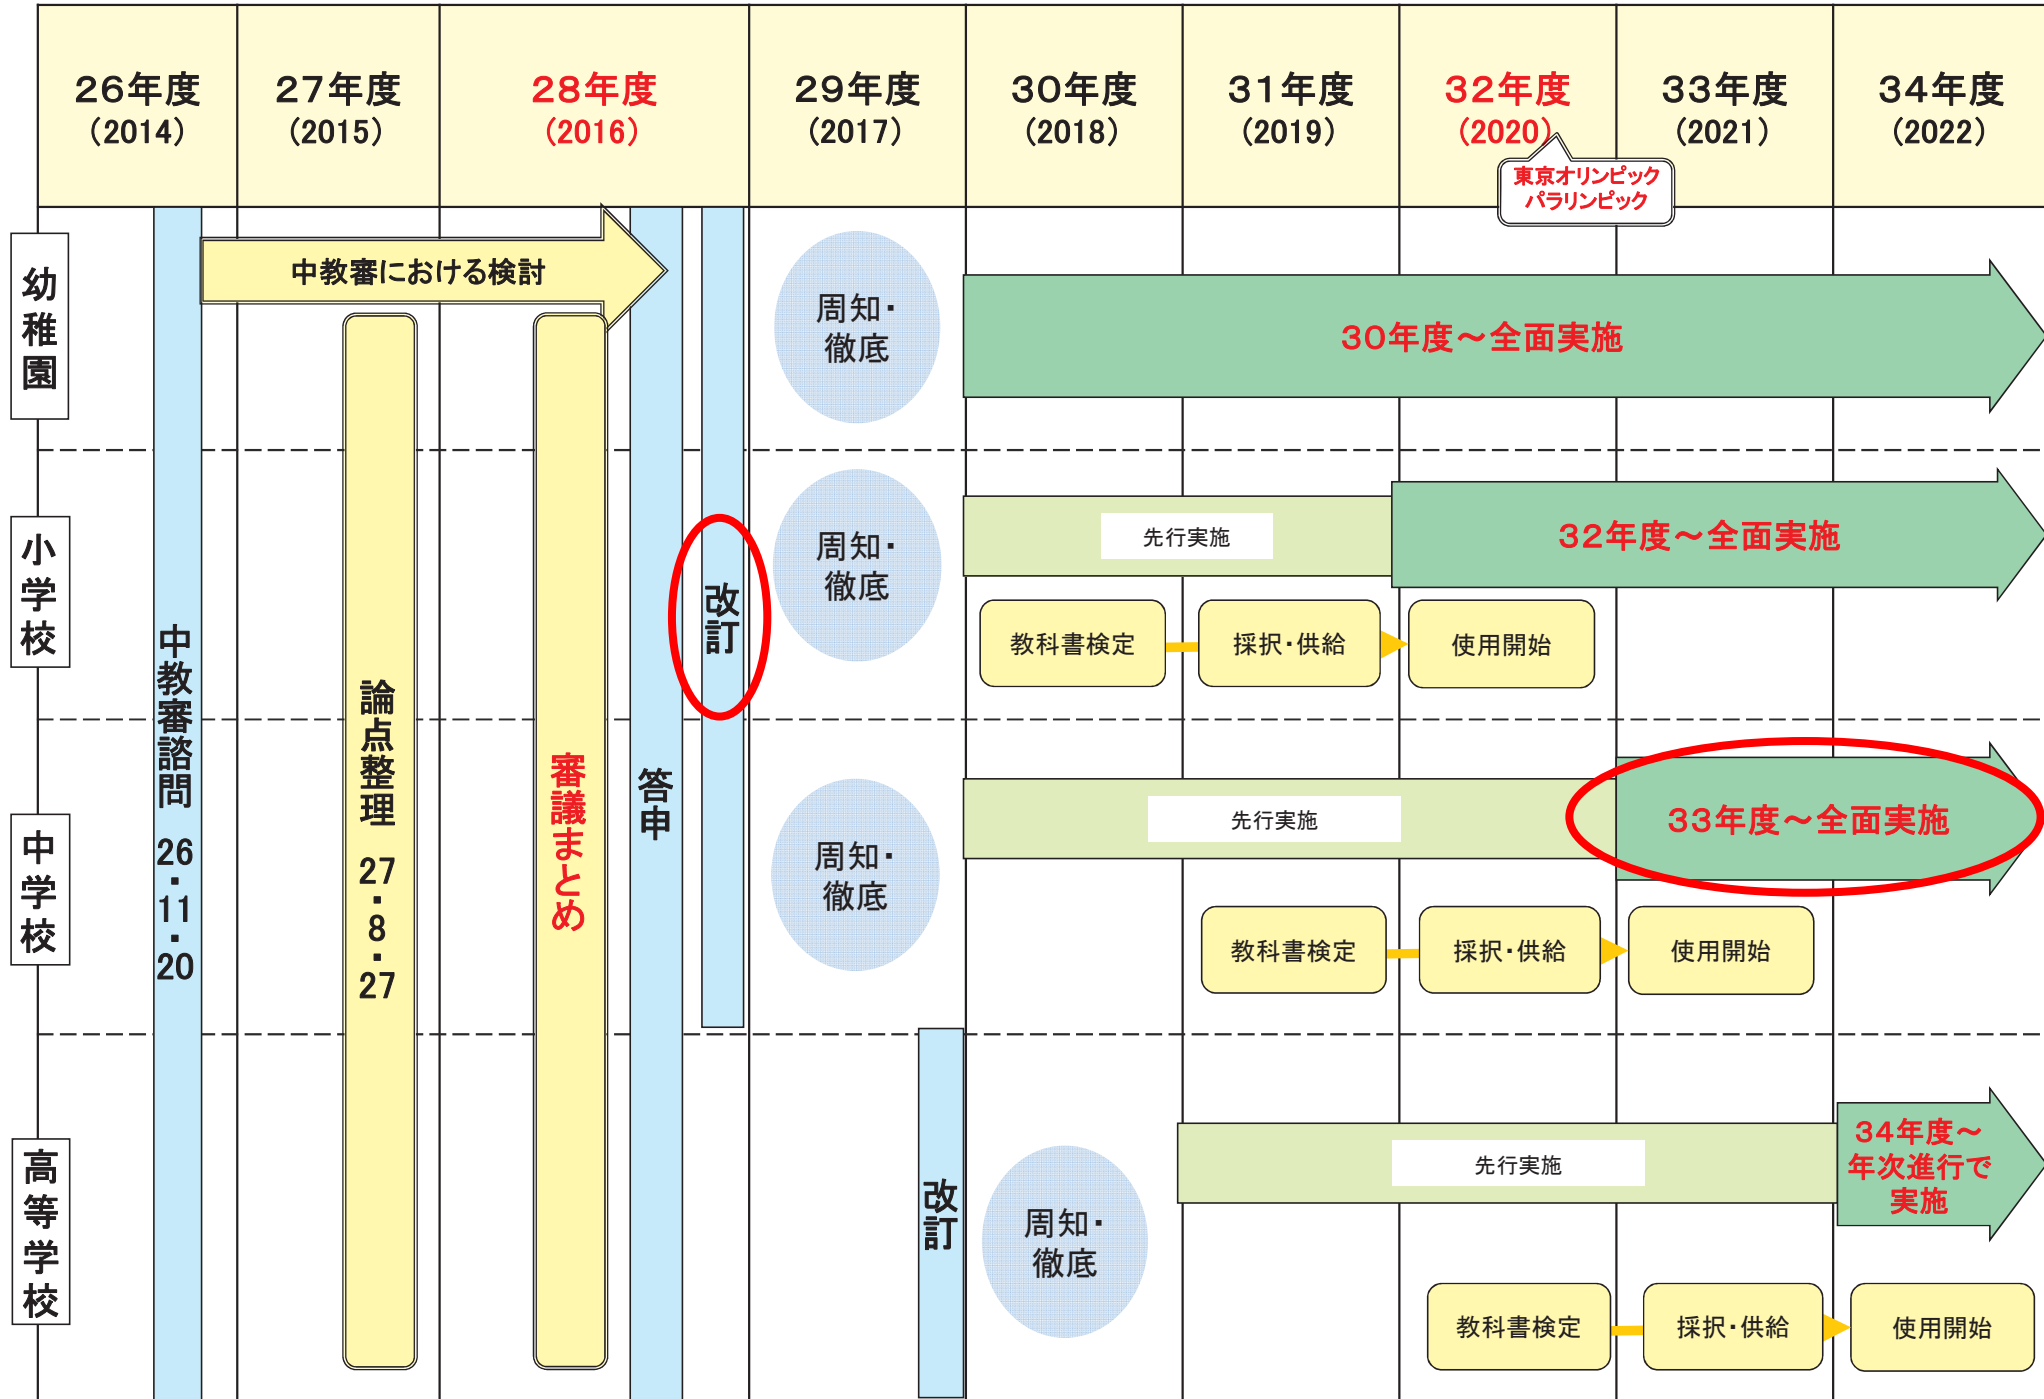 26年度
(2014)
27年度
(2015)
28年度
(2016)
29年度
(2017)
30年度
(2018)
31年度
(2019)
32年度
(2020)
33年度
(2021)
34年度
(2022)
東京オリンピック
パラリンピック
中教審諮問 26・11・20
中教審における検討
論点整理 27・8・27
審議まとめ
答申
改訂
幼稚園
周知・
徹底
30年度～全面実施
小学校
周知・
徹底
先行実施
32年度～全面実施
教科書検定
採択・供給
使用開始
中学校
周知・
徹底
先行実施
33年度～全面実施
教科書検定
採択・供給
使用開始
高等学校
改訂
周知・
徹底
先行実施
34年度～
年次進行で
実施
教科書検定
採択・供給
使用開始